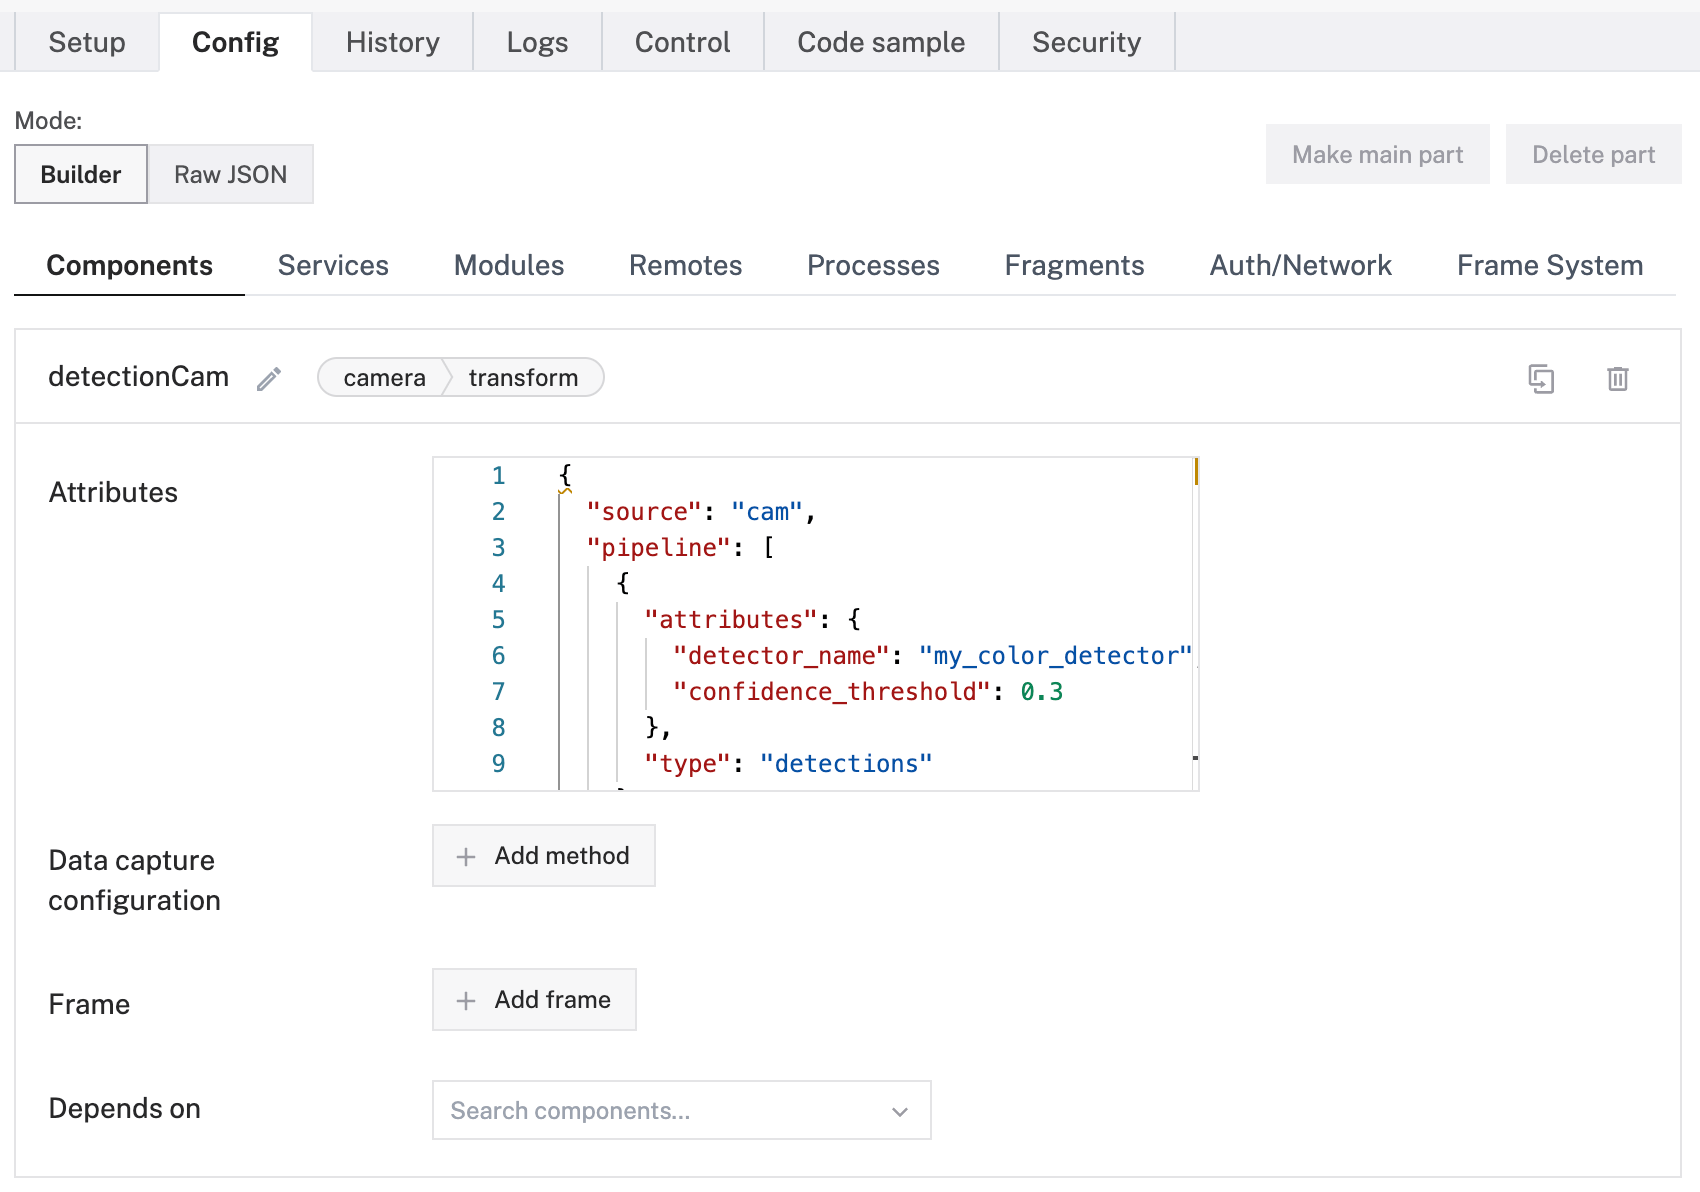 Setup Config History Logs Control Code sample Security
Mode:
Builder Raw JSON Make main part Delete part
Components Services Modules Remotes Processes Fragments Auth/Network Frame System
detectionCam camera transform
Attributes
1 {
2 "source": "cam",
3 "pipeline": [
4 {
5 "attributes": {
6 "detector_name": "my_color_detector"
7 "confidence_threshold": 0.3
8 },
9 "type": "detections"
Data capture
configuration
+ Add method
Frame
+ Add frame
Depends on
Search components...